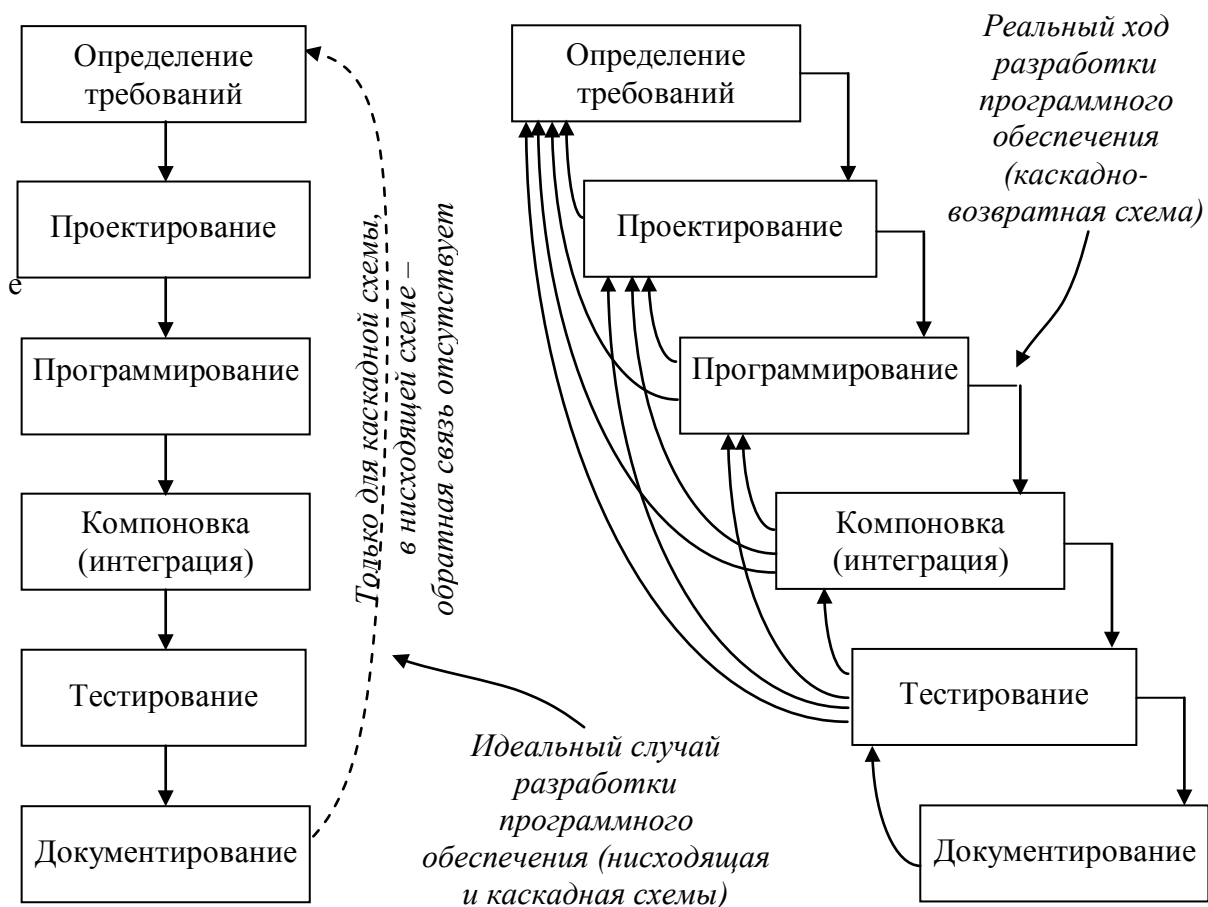 Определение
требований
Проектирование
е
Программирование
Компоновка
(интеграция)
Тестирование
Документирование
Только для каскадной схемы,
в нисходящей схеме –
обратная связь отсутствует
Идеальный случай
разработки
программного
обеспечения (нисходящая
и каскадная схемы)
Определение
требований
Проектирование
Программирование
Компоновка
(интеграция)
Тестирование
Документирование
Реальный ход
разработки
программного
обеспечения
(каскадно-
возвратная схема)